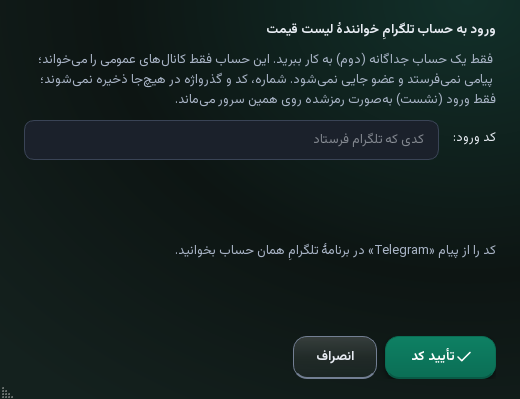 ورود به حساب تلگرامِ خوانندهٔ لیست قیمت
فقط یک حساب جداگانه (دوم) به کار ببرید. این حساب فقط کانال‌های عمومی را می‌خواند؛
پیامی نمی‌فرستد و عضو جایی نمی‌شود. شماره، کد و گذرواژه در هیچ‌جا ذخیره نمی‌شوند؛
فقط ورود (نشست) به‌صورت رمزشده روی همین سرور می‌ماند.
کد ورود:
کدی که تلگرام فرستاد
کد را از پیام «Telegram» در برنامهٔ تلگرامِ همان حساب بخوانید.
تأیید کد
انصراف